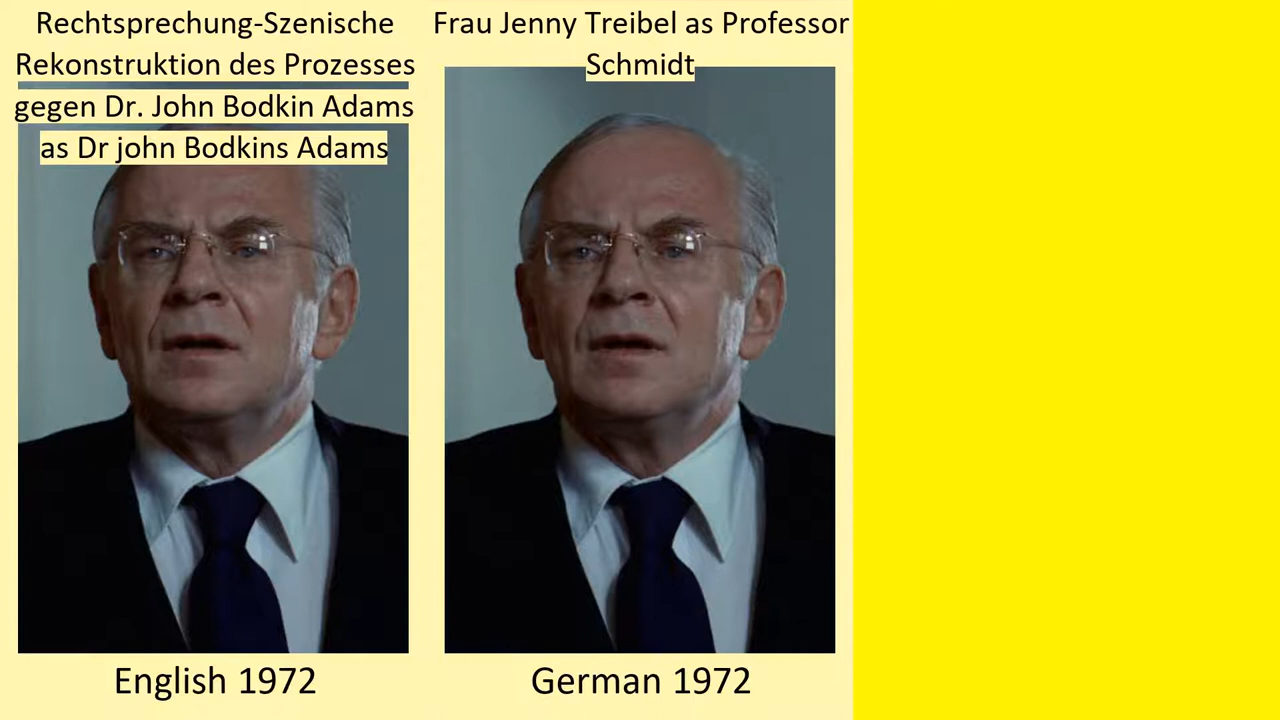 Rechtsprechung-Szenische
Rekonstruktion des Prozesses
gegen Dr. John Bodkin Adams
as Dr john Bodkins Adams
English 1972
Frau Jenny Treibel as Professor
Schmidt
German 1972